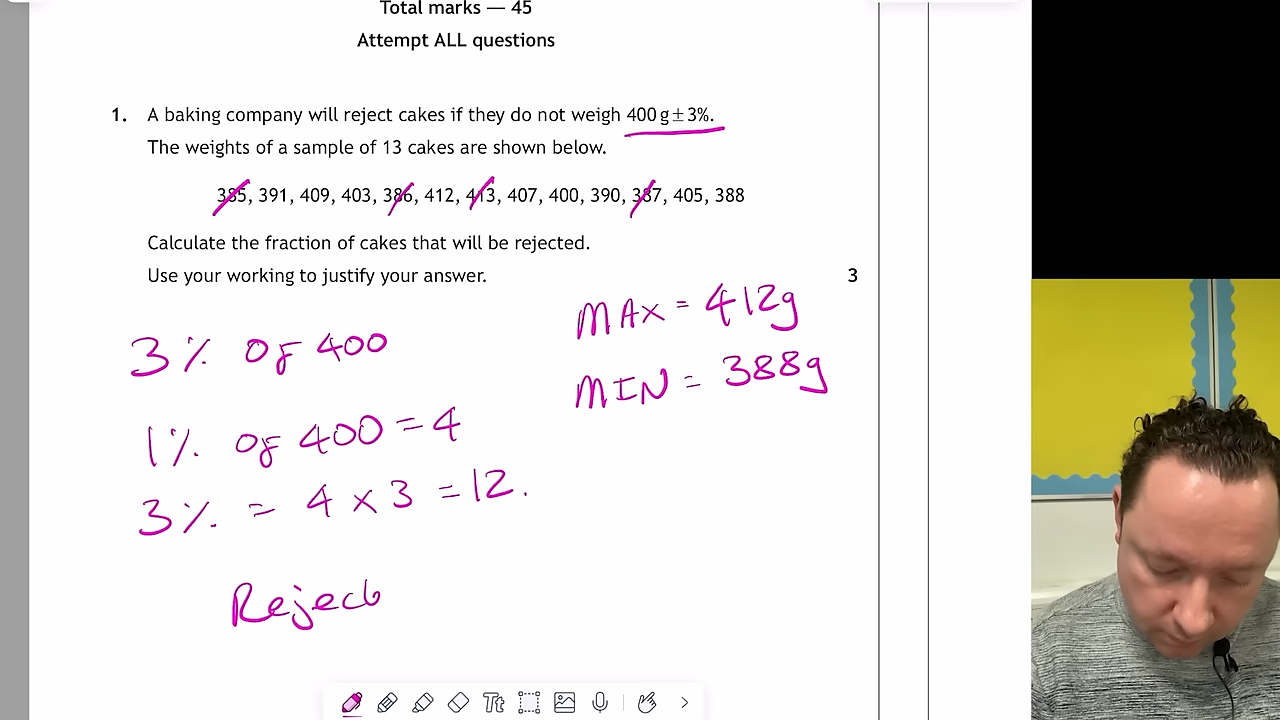 Total marks — 45
Attempt ALL questions
1. A baking company will reject cakes if they do not weigh 400 g ± 3%.
The weights of a sample of 13 cakes are shown below.
385, 391, 409, 403, 386, 412, 413, 407, 400, 390, 387, 405, 388
Calculate the fraction of cakes that will be rejected.
Use your working to justify your answer.
3
MAX = 412g
MIN = 388g
3% OF 400
1% OF 400 = 4
3% = 4 x 3 = 12.
Reject
Tt